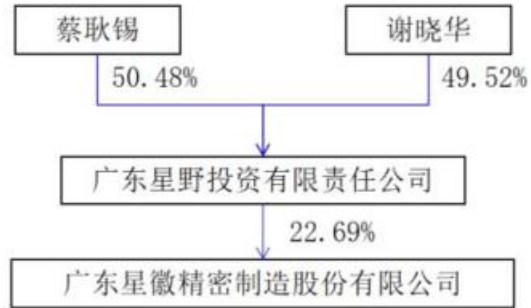 蔡耿锡
谢晓华
50.48%
49.52%
广东星野投资有限责任公司
22.69%
广东星徽精密制造股份有限公司